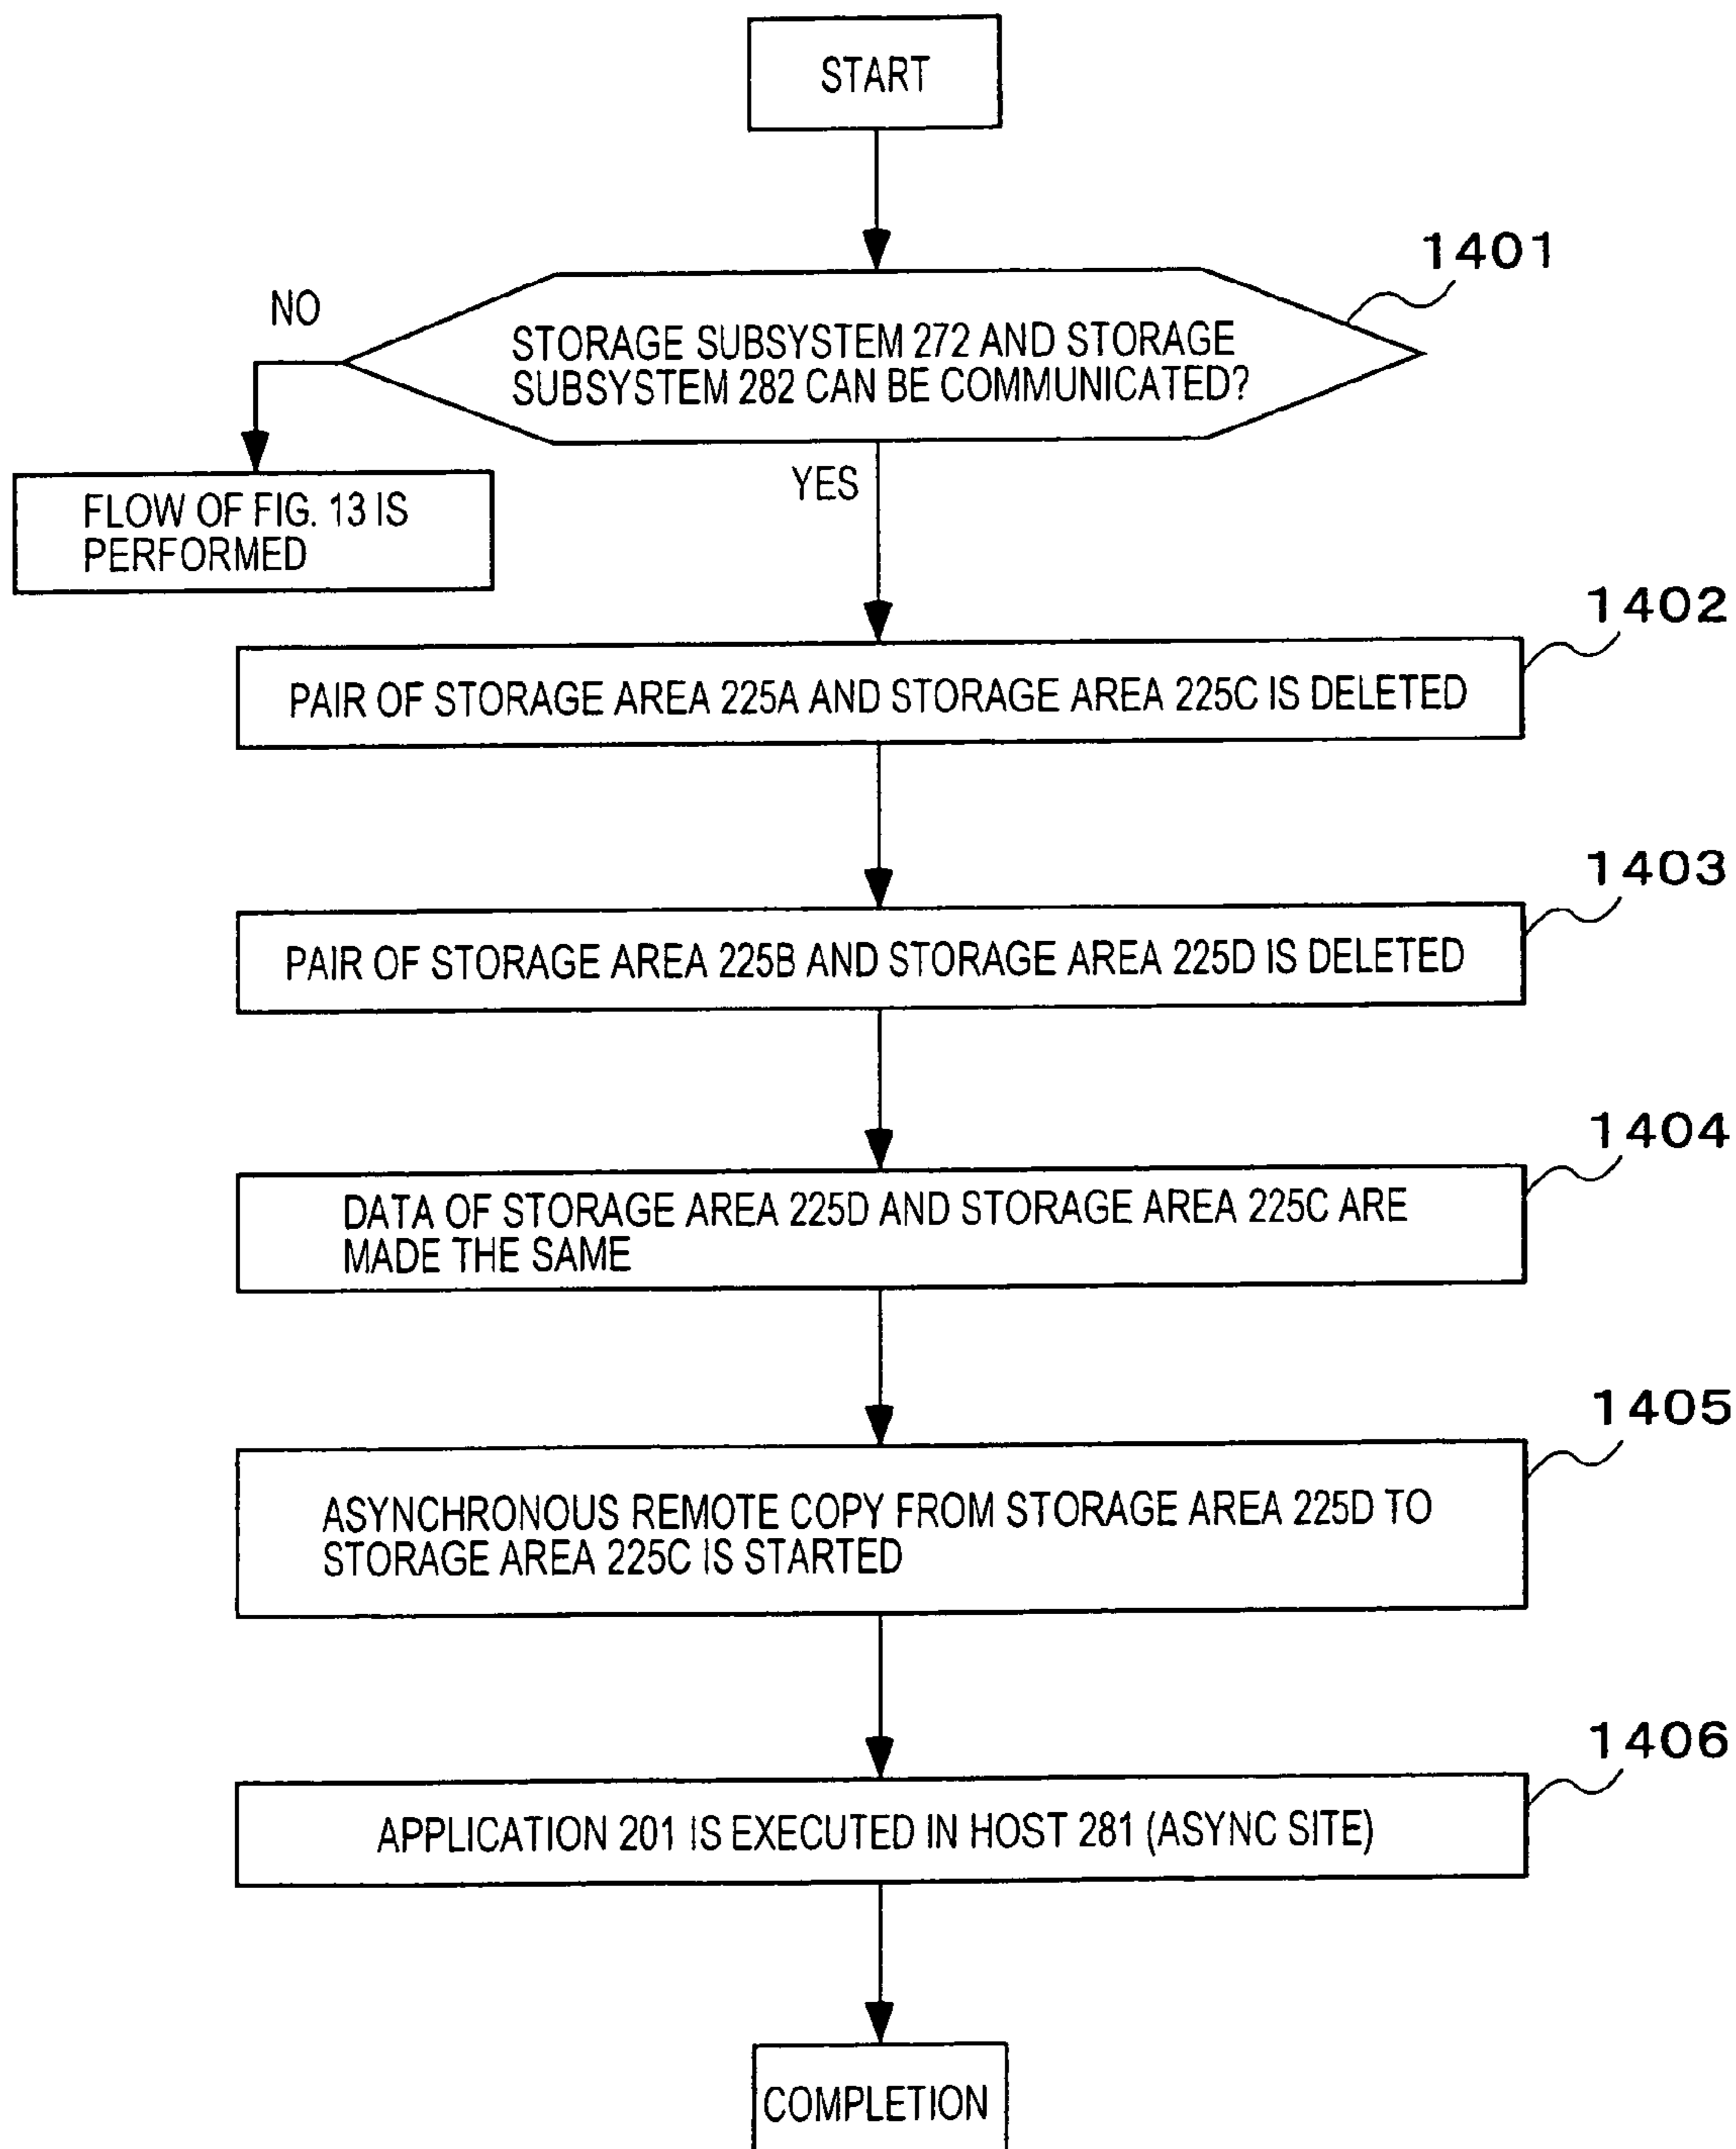 START
1401
NO
STORAGE SUBSYSTEM 272 AND STORAGE
SUBSYSTEM 282 CAN BE COMMUNICATED?
YES
FLOW OF FIG. 13 IS
PERFORMED
1402
PAIR OF STORAGE AREA 225A AND STORAGE AREA 225C IS DELETED
1403
PAIR OF STORAGE AREA 225B AND STORAGE AREA 225D IS DELETED
1404
DATA OF STORAGE AREA 225D AND STORAGE AREA 225C ARE
MADE THE SAME
1405
ASYNCHRONOUS REMOTE COPY FROM STORAGE AREA 225D TO
STORAGE AREA 225C IS STARTED
1406
APPLICATION 201 IS EXECUTED IN HOST 281 (ASYNC SITE)
COMPLETION